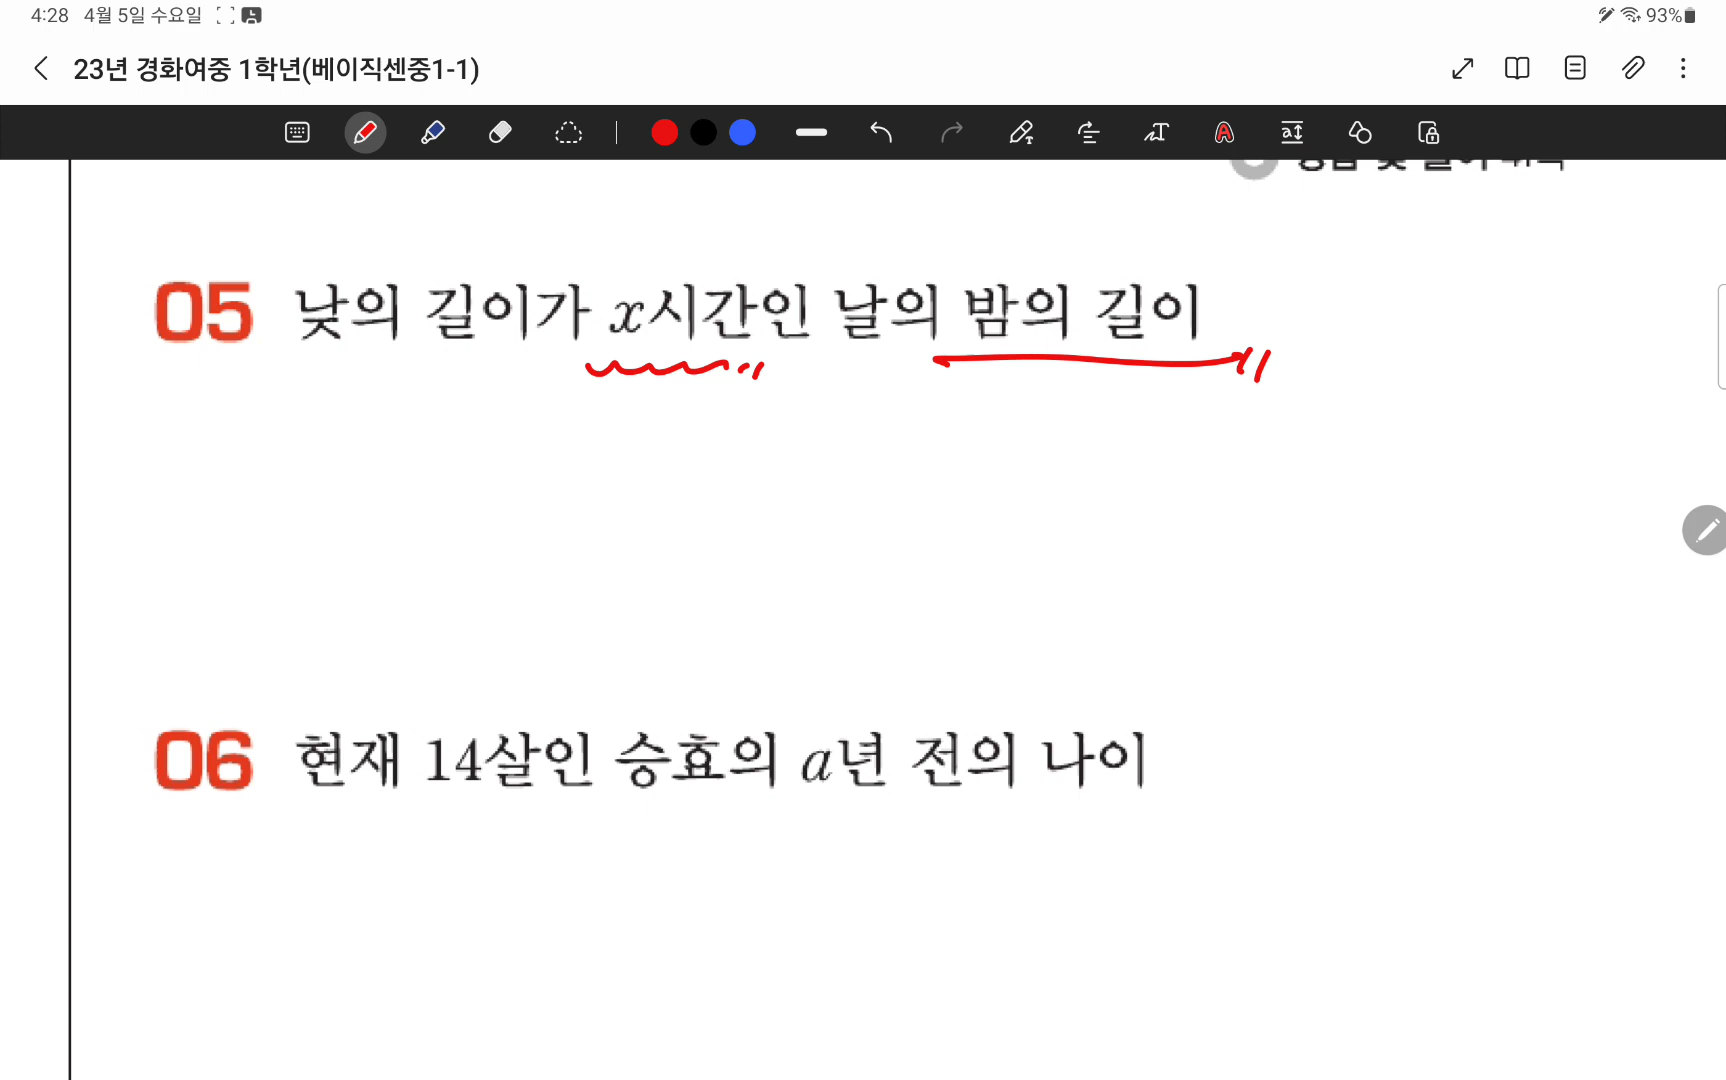 4:28 4월 5일 수요일
93%
23년 경화여중 1학년(베이직센중1-1)
05 낮의 길이가 x시간인 날의 밤의 길이
06 현재 14살인 승효의 a년 전의 나이